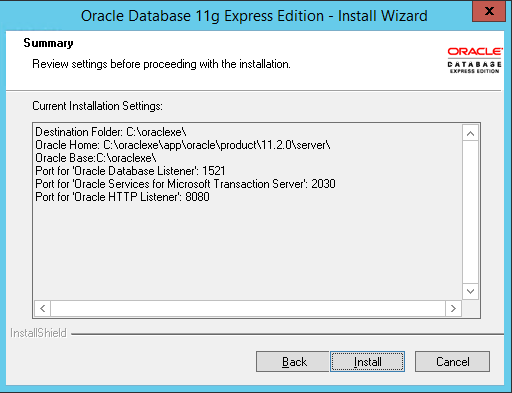 Oracle Database 11g Express Edition - Install Wizard
x
Summary
Review settings before proceeding with the installation.
ORACLE
DATABASE
EXPRESS EDITION
Current Installation Settings:
Destination Folder: C:\oraclexe\
Oracle Home: C:\oraclexe\app\oracle\product\11.2.0\server\
Oracle Base:C:\oraclexe\
Port for 'Oracle Database Listener': 1521
Port for 'Oracle Services for Microsoft Transaction Server': 2030
Port for 'Oracle HTTP Listener': 8080
InstallShield
Back
Install
Cancel